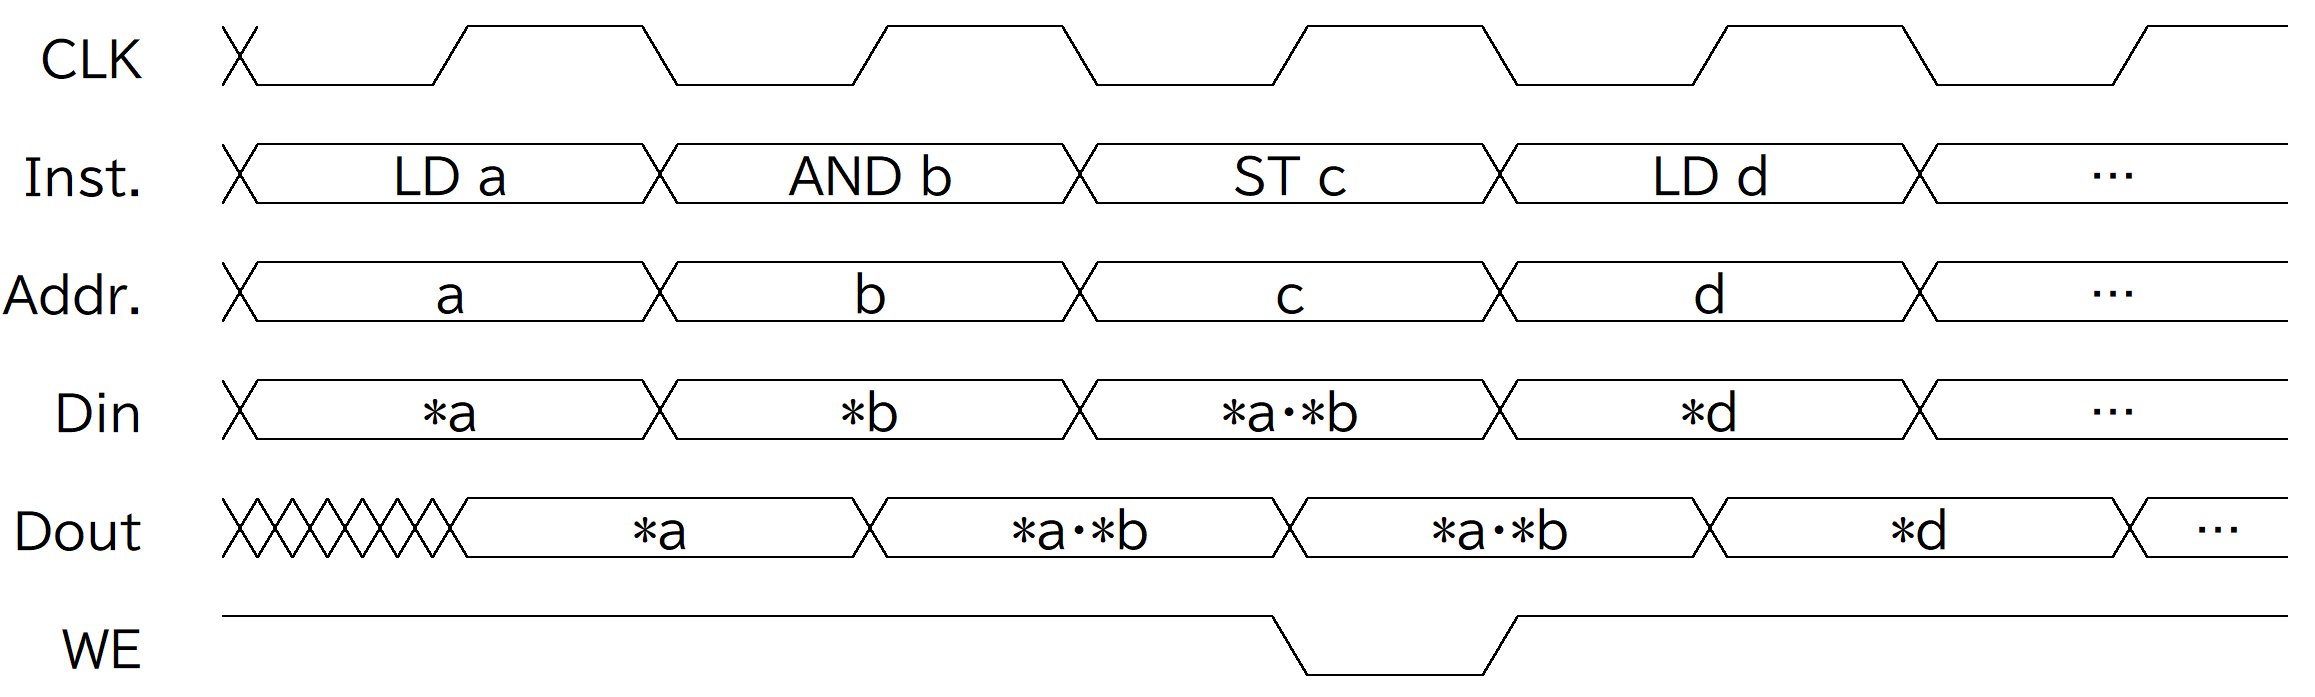 CLK
Inst. LD a AND b ST c LD d ⋯
Addr. a b c d ⋯
Din *a *b *a·*b *d ⋯
Dout *a *a·*b *a·*b *d ⋯
WE